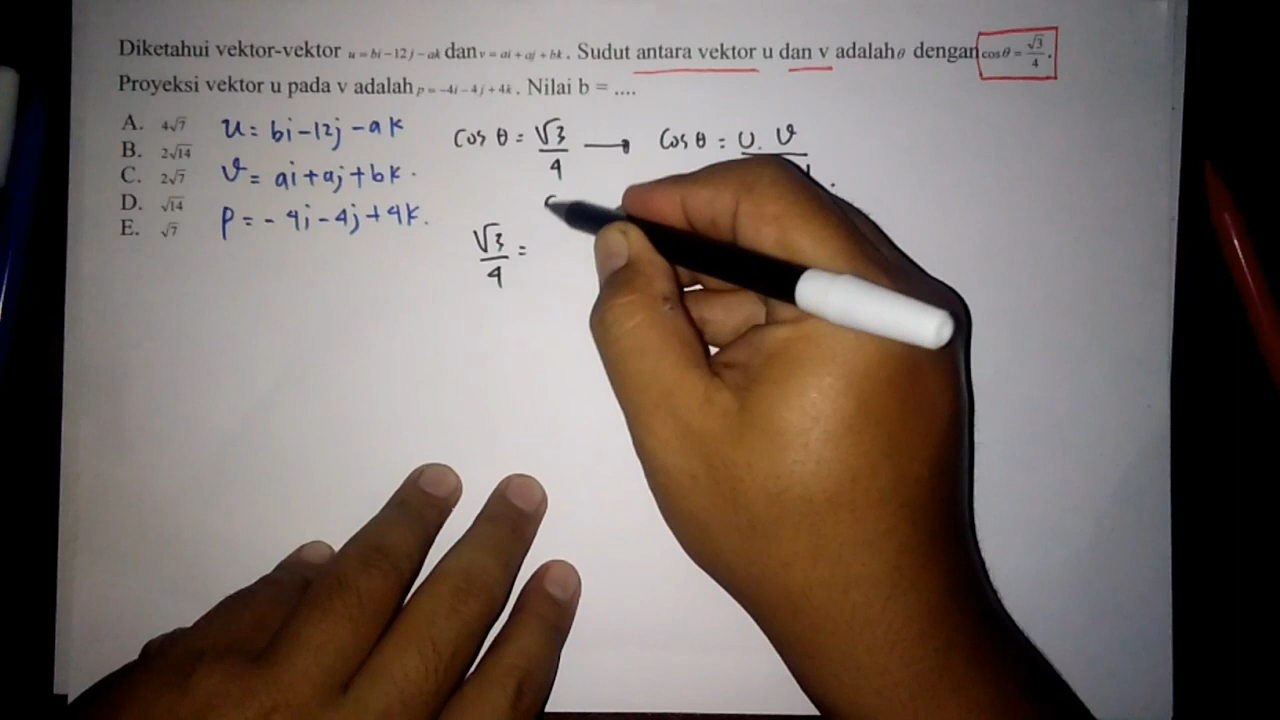 Diketahui vektor-vektor u = bi − 12 j − ak dan v = ai + aj + bk . Sudut antara vektor u dan v adalah θ dengan cos θ = √3/4 .
Proyeksi vektor u pada v adalah p = −4i − 4j + 4k . Nilai b = ....
A. 4√7
B. 2√14
C. 2√7
D. √14
E. √7
u = bi − 12j − ak
v = ai + aj + bk .
p = − 4i − 4j + 4k .
Cos θ = √3/4 → Cos θ = u . v
√3/4 =